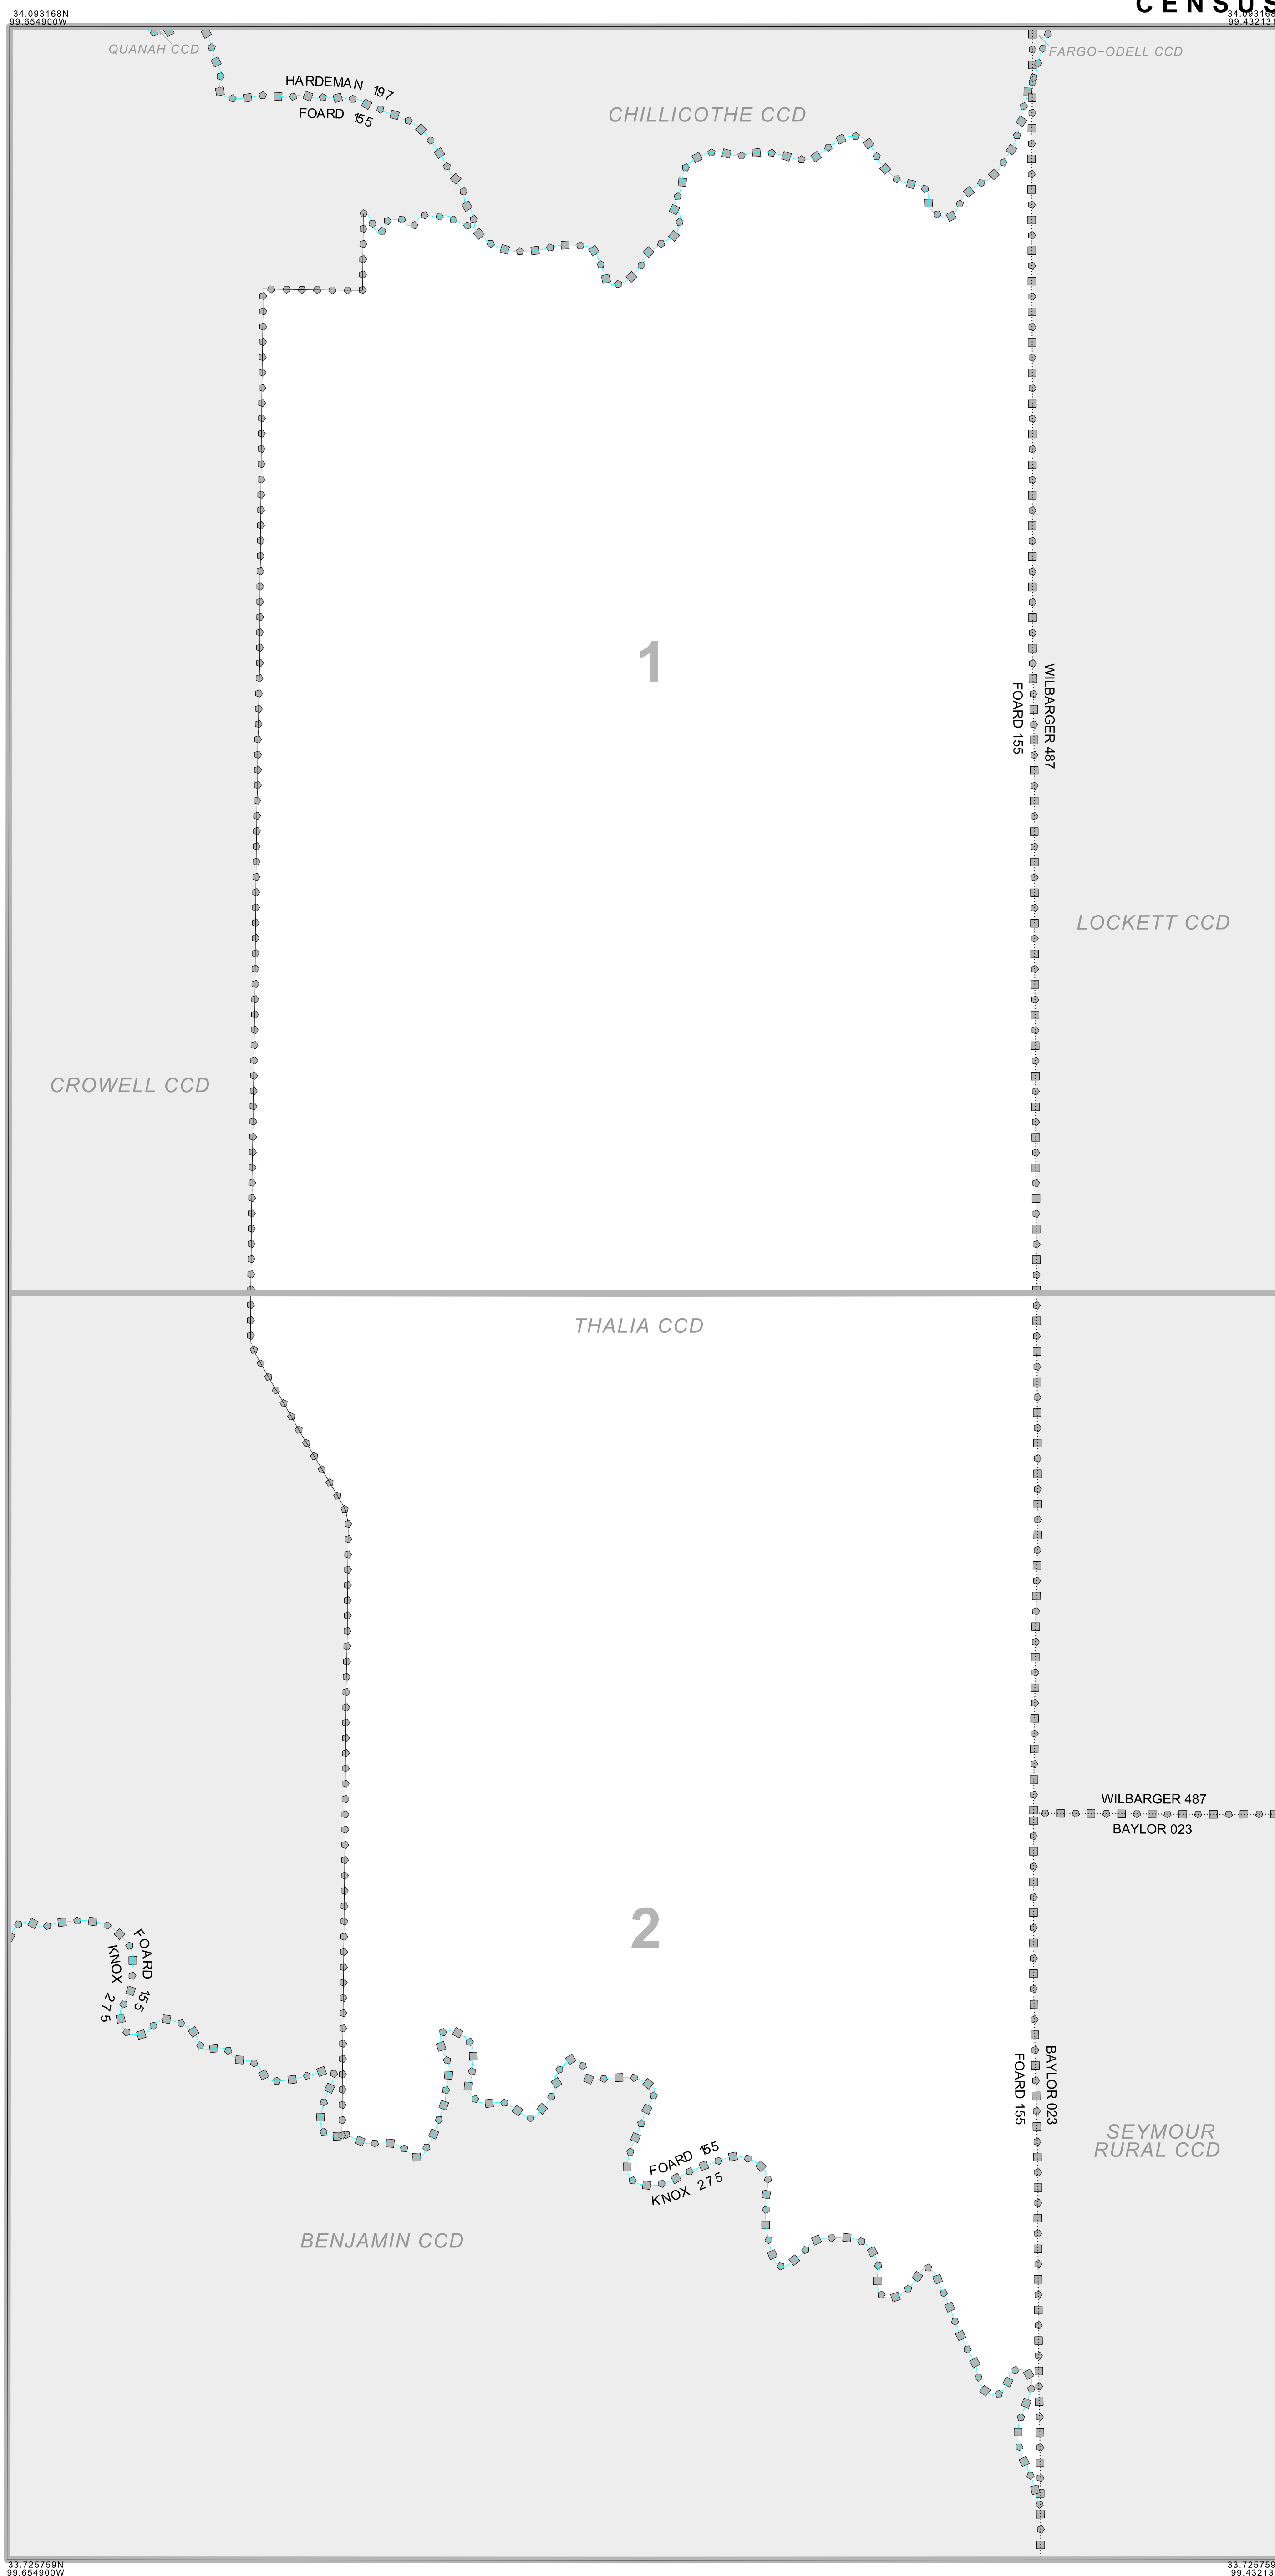 CENSUS
34.093168N
99.654900W
34.093168
99.432131
QUANAH CCD
FARGO-ODELL CCD
HARDEMAN 197
FOARD 155
CHILLICOTHE CCD
1
WILBARGER 487
FOARD 155
LOCKETT CCD
CROWELL CCD
THALIA CCD
WILBARGER 487
BAYLOR 023
2
FOARD 155
KNOX 275
BAYLOR 023
FOARD 155
SEYMOUR
RURAL CCD
FOARD 155
KNOX 275
BENJAMIN CCD
33.725759N
99.654900W
33.725759
99.43213